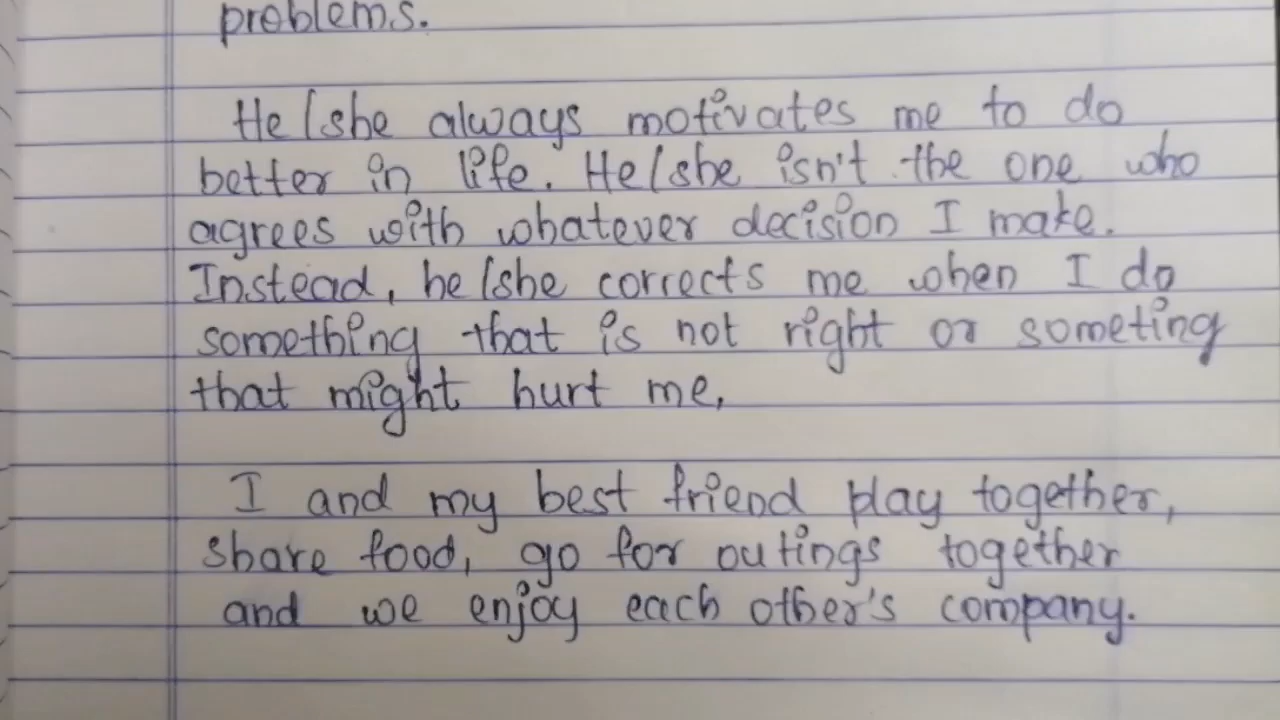 problems.
He/she always motivates me to do
better in life. He/she isn't the one who
agrees with whatever decision I make.
Instead, he/she corrects me when I do
something that is not right or someting
that might hurt me,
I and my best friend play together,
share food, go for outings together
and we enjoy each other's company.